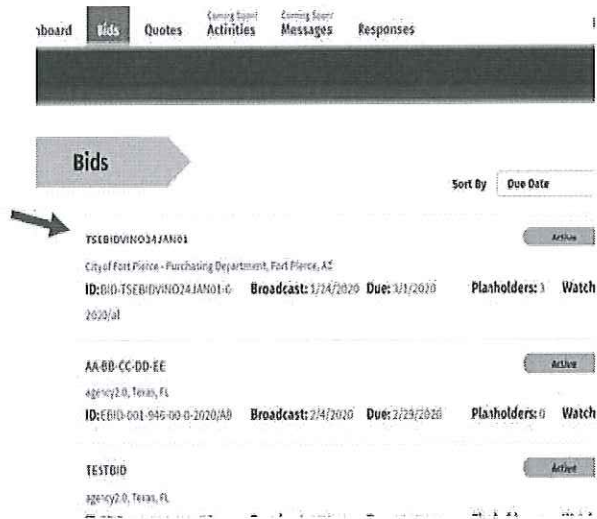 Coming Soon! Coming Soon!
Bids Quotes Activities Messages Responses
Bids
Sort By Due Date
TSEBIDVINO24JAN01 Active
City of Fort Pierce - Purchasing Department, Fort Pierce, AZ
ID:BID-TSEBIDVINO24JAN01-0- Broadcast: 1/24/2020 Due: 3/1/2020 Planholders: 3 Watch
2020/al
AA-BB-CC-DD-EE Active
agency2.0, Texas, FL
ID:EBID-001-946-00-0-2020/AB Broadcast: 2/4/2020 Due: 2/29/2020 Planholders: 0 Watch
TESTBID Active
agency2.0, Texas, FL